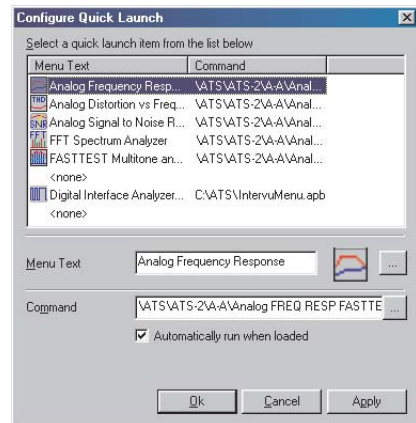 Configure Quick Launch
Select a quick launch item from the list below
Menu Text Command
Analog Frequency Resp... \ATS\ATS-2\A-A\Anal...
THD Analog Distortion vs Freq... \ATS\ATS-2\A-A\Anal...
SNR Analog Signal to Noise R... \ATS\ATS-2\A-A\Anal...
FFT FFT Spectrum Analyzer \ATS\ATS-2\A-A\Anal...
FASTTEST Multitone an... \ATS\ATS-2\A-A\Anal...
<none>
Digital Interface Analyzer... C:\ATS\IntervuMenu.apb
<none>
Menu Text Analog Frequency Response ...
Command \ATS\ATS-2\A-A\Analog FREQ RESP FASTTE ...
Automatically run when loaded
Ok Cancel Apply